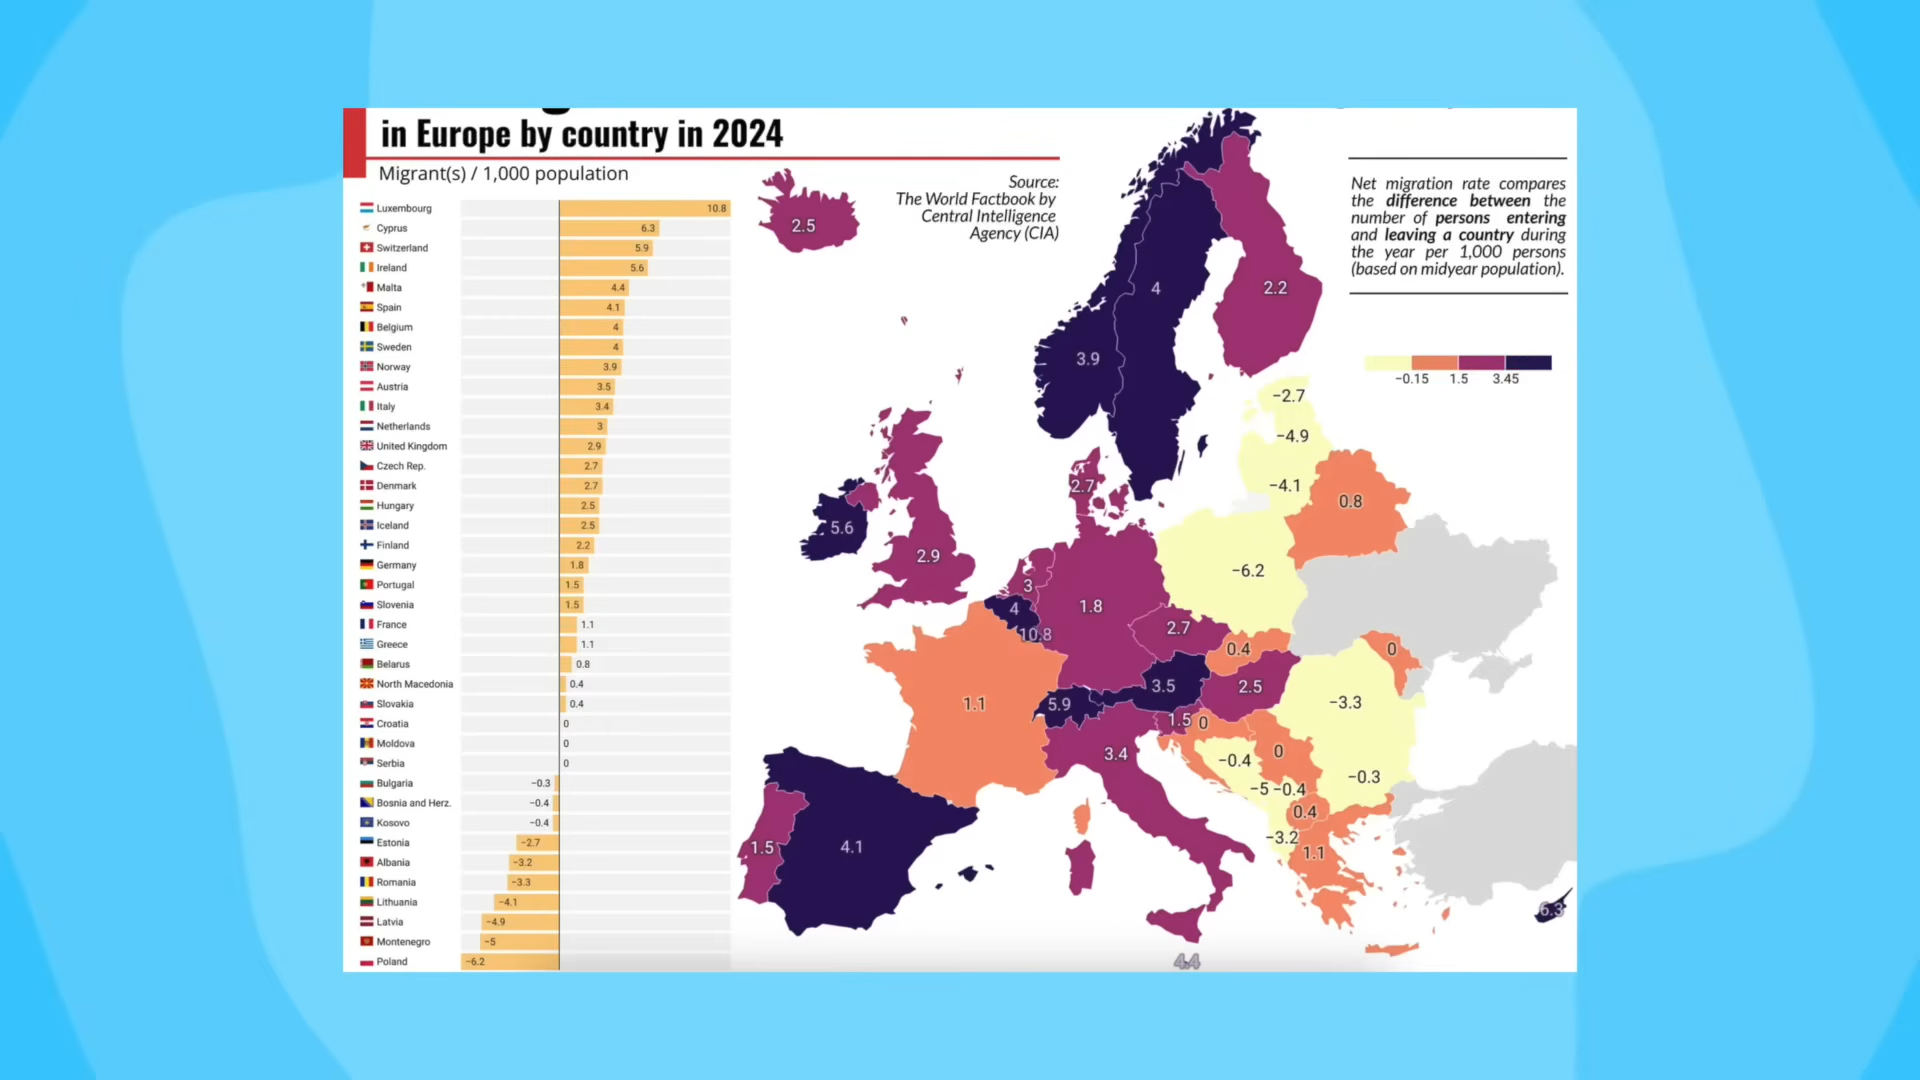 in Europe by country in 2024
Migrant(s) / 1,000 population
Luxembourg 10.8
Cyprus 6.3
Switzerland 5.9
Ireland 5.6
Malta 4.4
Spain 4.1
Belgium 4
Sweden 4
Norway 3.9
Austria 3.5
Italy 3.4
Netherlands 3
United Kingdom 2.9
Czech Rep. 2.7
Denmark 2.7
Hungary 2.5
Iceland 2.5
Finland 2.2
Germany 1.8
Portugal 1.5
Slovenia 1.5
France 1.1
Greece 1.1
Belarus 0.8
North Macedonia 0.4
Slovakia 0.4
Croatia 0
Moldova 0
Serbia 0
Bulgaria −0.3
Bosnia and Herz. −0.4
Kosovo −0.4
Estonia −2.7
Albania −3.2
Romania −3.3
Lithuania −4.1
Latvia −4.9
Montenegro −5
Poland −6.2
Source:
The World Factbook by
Central Intelligence
Agency (CIA)
Net migration rate compares
the difference between the
number of persons entering
and leaving a country during
the year per 1,000 persons
(based on midyear population).
−0.15 1.5 3.45
2.5
4
2.2
3.9
−2.7
−4.9
−4.1
2.7
0.8
5.6
2.9
−6.2
3
1.8
4
10.8
2.7
0.4
0
3.5
2.5
1.1
5.9
−3.3
1.5
0
3.4
−0.4
0
−0.3
−5
−0.4
0.4
−3.2
1.1
1.5
4.1
6.3
4.4